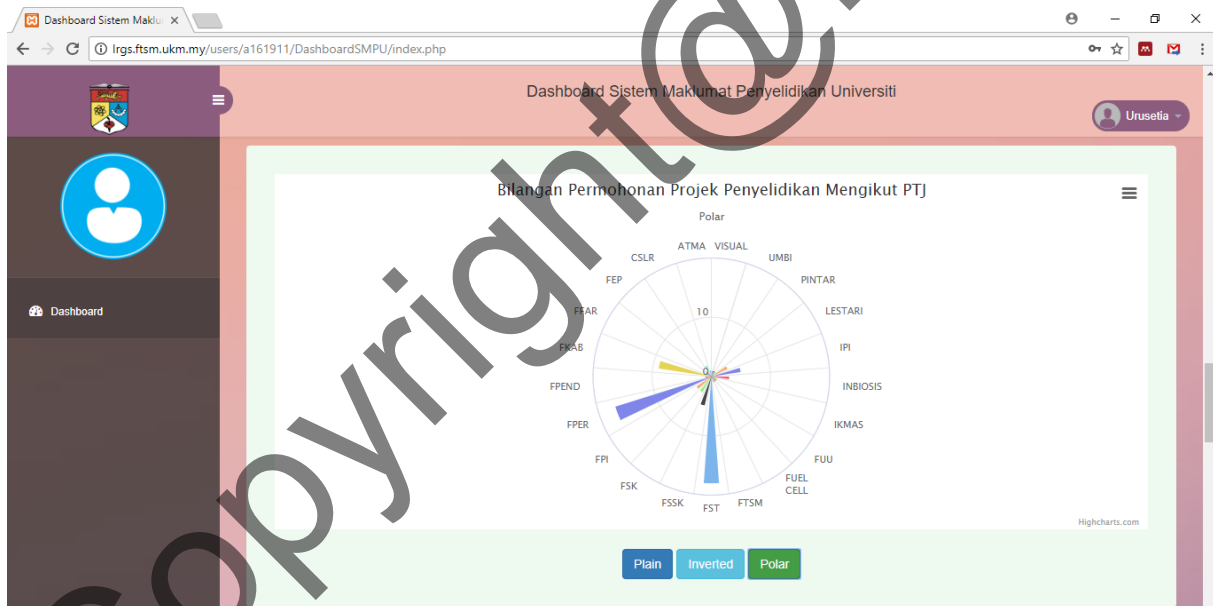 Dashboard Sistem Maklu
lrgs.ftsm.ukm.my/users/a161911/DashboardSMPU/index.php
Dashboard Sistem Maklumat Penyelidikan Universiti
Urusetia
Dashboard
Bilangan Permohonan Projek Penyelidikan Mengikut PTJ
Polar
ATMA VISUAL
CSLR UMBI
FEP PINTAR
FFAR 10 LESTARI
FKAB IPI
0
FPEND INBIOSIS
FPER IKMAS
FPI FUU
FSK FUEL
CELL
FSSK FST FTSM
Highcharts.com
Plain Inverted Polar
copyright@